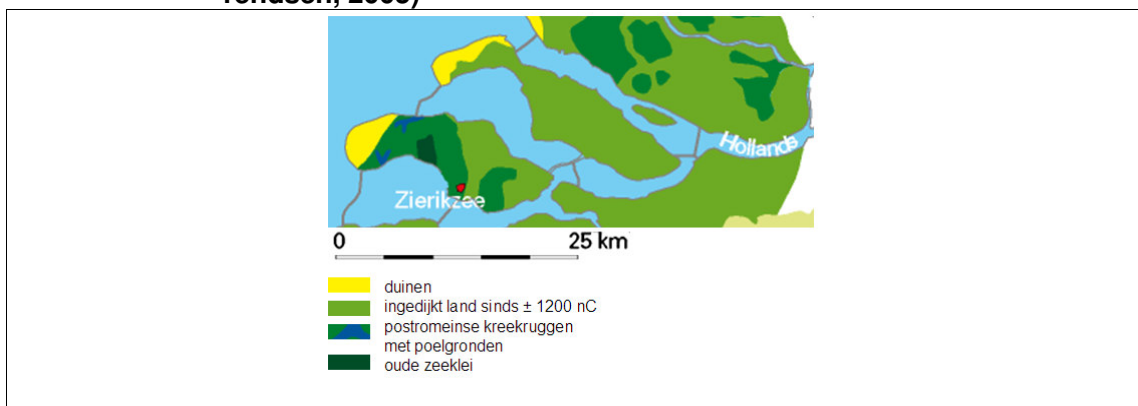 Hollands
Zierikzee
0 25 km
duinen
ingedijkt land sinds ± 1200 nC
postromeinse kreekruggen
met poelgronden
oude zeeklei